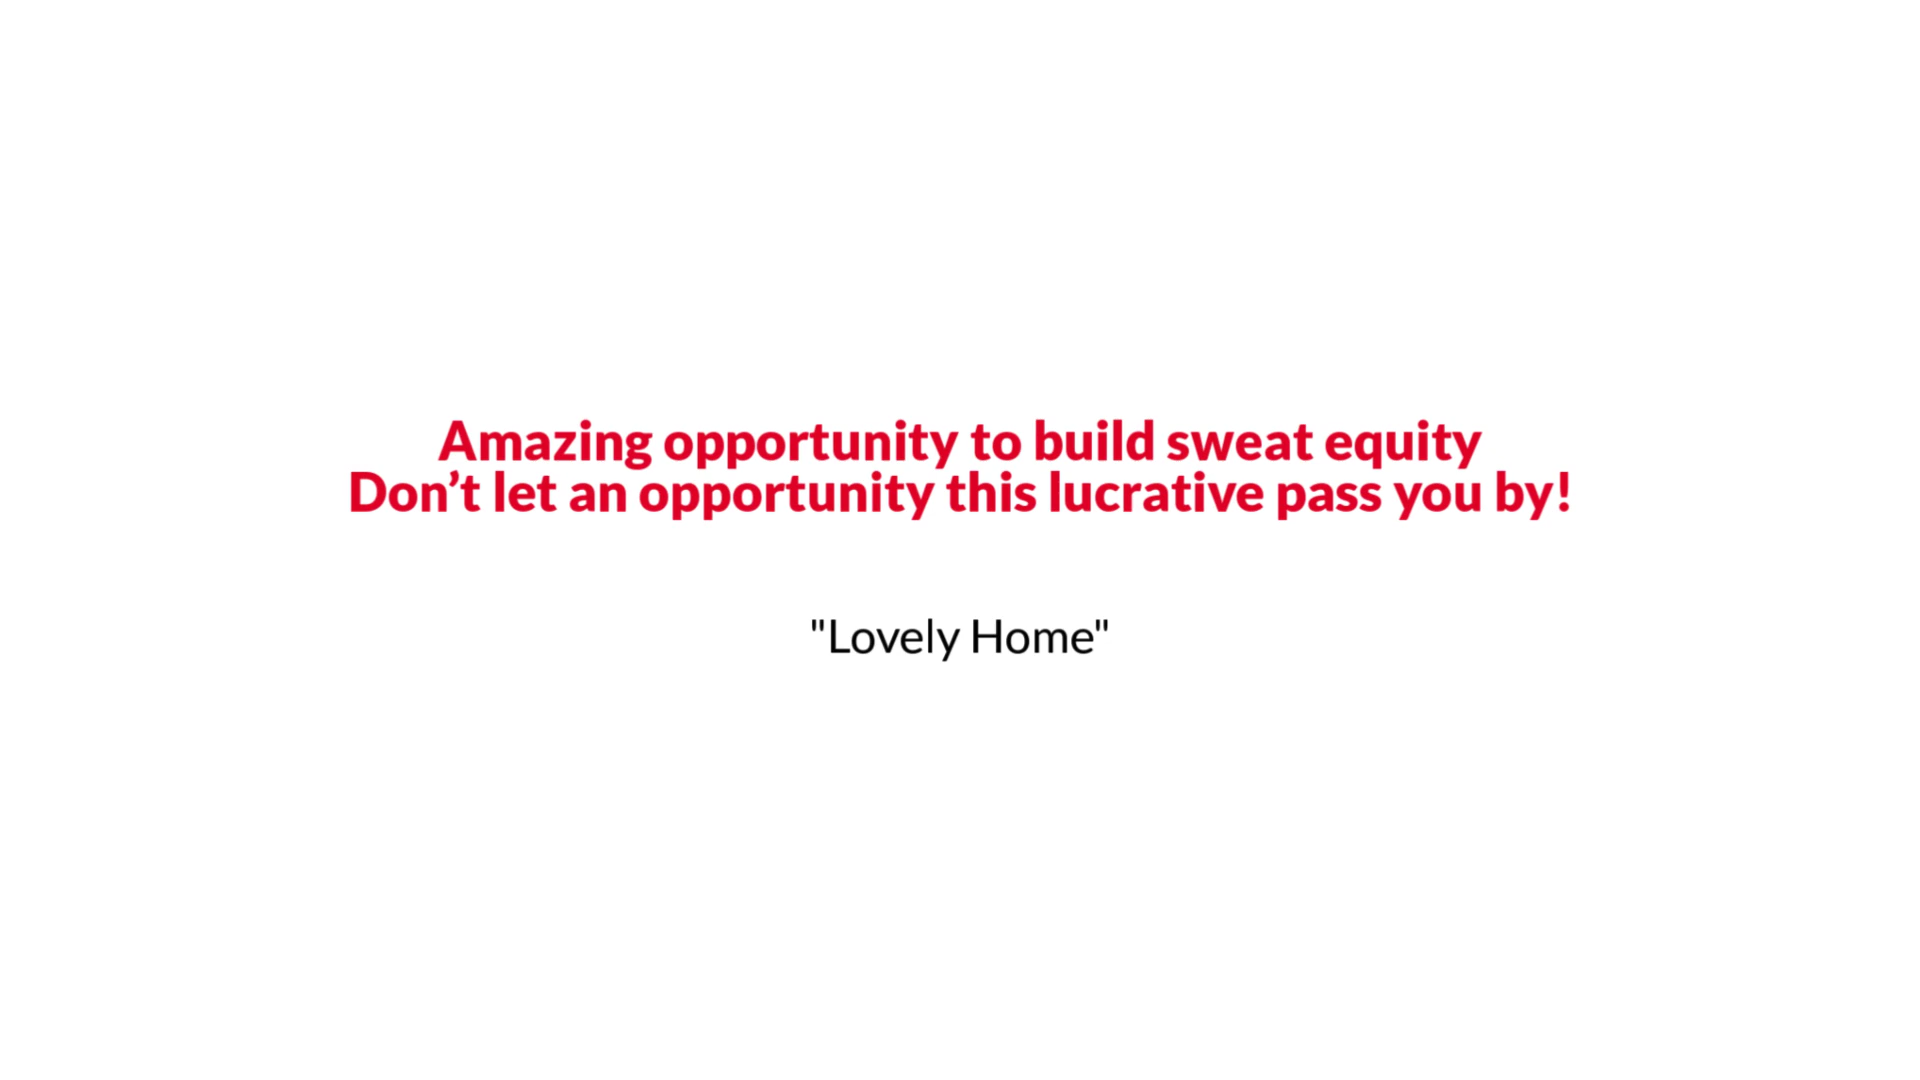 Amazing opportunity to build sweat equity
Don’t let an opportunity this lucrative pass you by!
"Lovely Home"